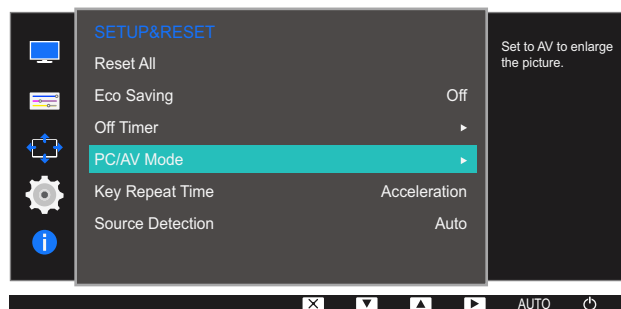 SETUP&RESET
Reset All
Eco Saving Off
Off Timer
PC/AV Mode
Key Repeat Time Acceleration
Source Detection Auto
Set to AV to enlarge
the picture.
AUTO